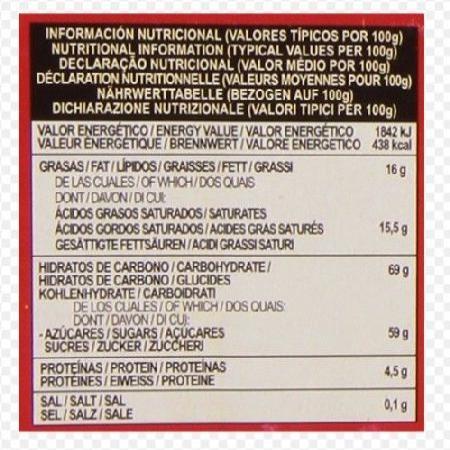 INFORMACIÓN NUTRICIONAL (VALORES TÍPICOS POR 100g)
NUTRITIONAL INFORMATION (TYPICAL VALUES PER 100g)
DECLARAÇÃO NUTRICIONAL (VALOR MÉDIO POR 100g)
DÉCLARATION NUTRITIONNELLE (VALEURS MOYENNES POUR 100g)
NÄHRWERTTABELLE (BEZOGEN AUF 100g)
DICHIARAZIONE NUTRIZIONALE (VALORI TIPICI PER 100g)
VALOR ENERGÉTICO / ENERGY VALUE / VALOR ENERGÉTICO 1842 kJ
VALEUR ÉNERGÉTIQUE / BRENNWERT / VALORE ENERGETICO 438 kcal
GRASAS / FAT / LÍPIDOS / GRAISSES / FETT / GRASSI 16 g
DE LAS CUALES / OF WHICH / DOS QUAIS
DONT / DAVON / DI CUI:
ÁCIDOS GRASOS SATURADOS / SATURATES
ÁCIDOS GORDOS SATURADOS / ACIDES GRAS SATURÉS 15,5 g
GESÄTTIGTE FETTSÄUREN / ACIDI GRASSI SATURI
HIDRATOS DE CARBONO / CARBOHYDRATE / 69 g
HIDRATOS DE CARBONO / GLUCIDES
KOHLENHYDRATE / CARBOIDRATI
DE LOS CUALES / OF WHICH / DOS QUAIS:
DONT / DAVON / DI CUI:
- AZÚCARES / SUGARS / AÇÚCARES 59 g
SUCRES / ZUCKER / ZUCCHERI
PROTEÍNAS / PROTEIN / PROTEÍNAS 4,5 g
PROTÉINES / EIWEISS / PROTEINE
SAL / SALT / SAL 0,1 g
SEL / SALZ / SALE